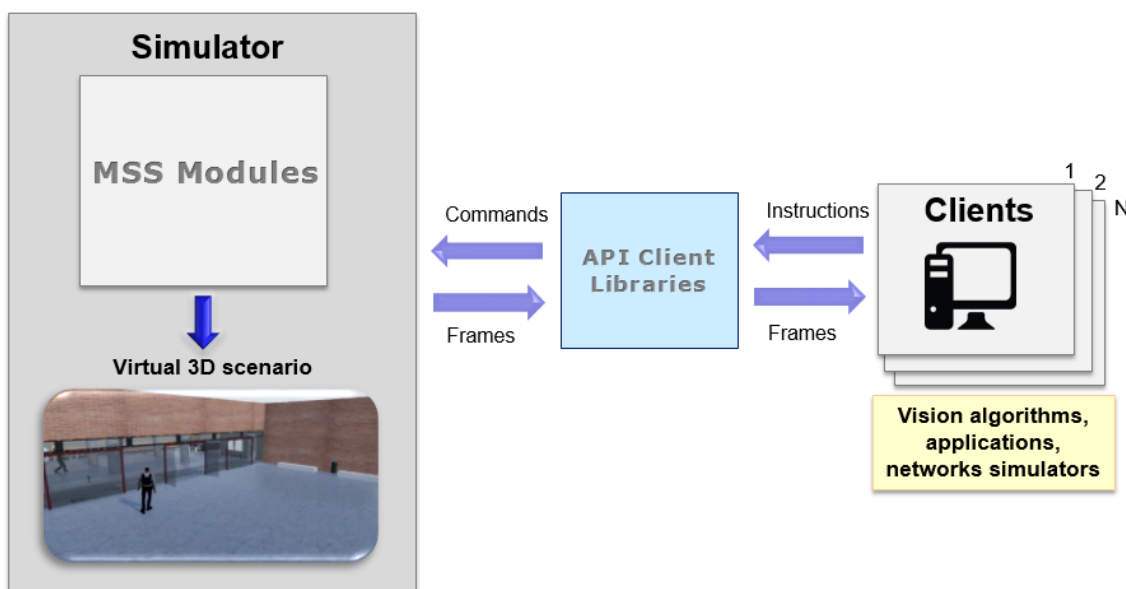 Simulator
MSS Modules
Virtual 3D scenario
Commands
Frames
API Client
Libraries
Instructions
Frames
1
2
N
Clients
Vision algorithms,
applications,
networks simulators